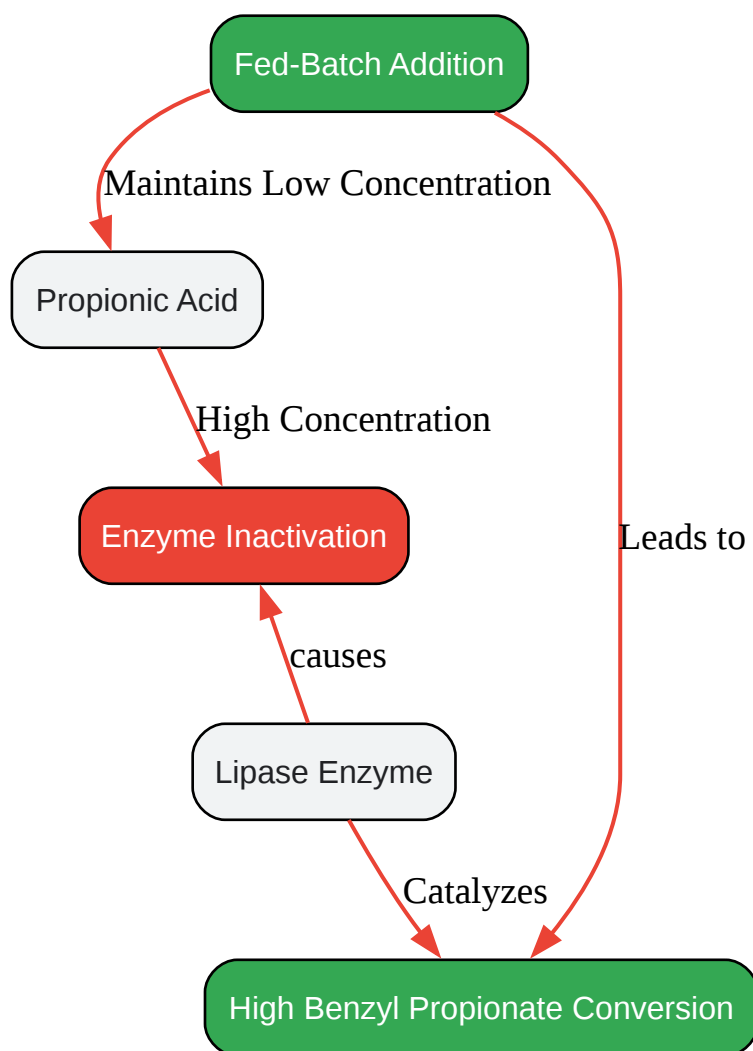 Fed-Batch Addition
Maintains Low Concentration
Propionic Acid
High Concentration
Enzyme Inactivation
Leads to
causes
Lipase Enzyme
Catalyzes
High Benzyl Propionate Conversion